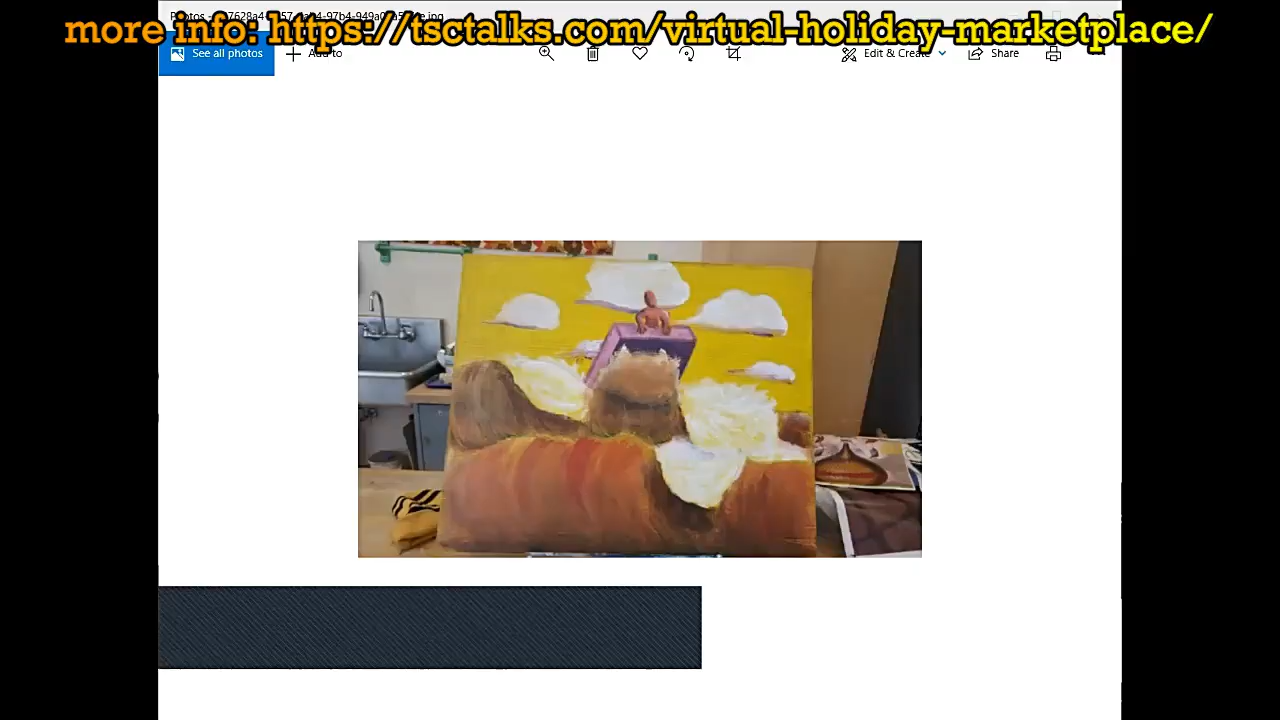 more info: https://tsctalks.com/virtual-holiday-marketplace/
See all photos
Add to
Edit & Create
Share